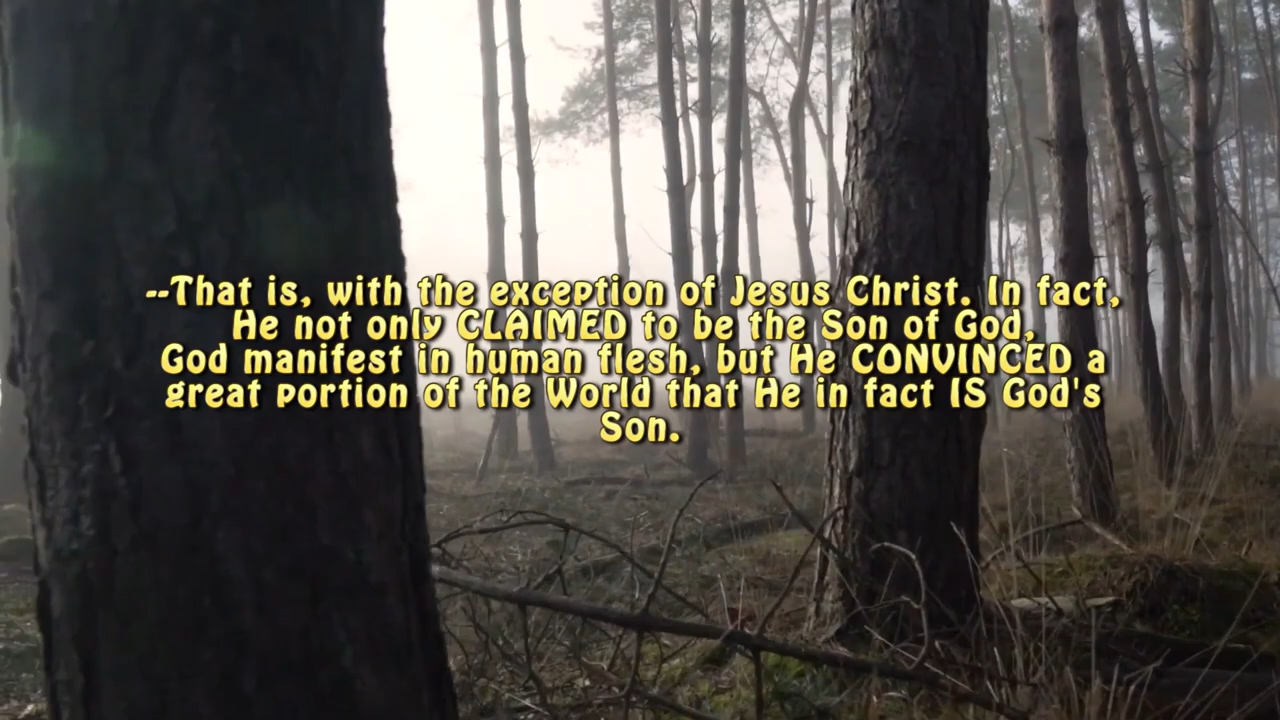 --That is, with the exception of Jesus Christ. In fact,
He not only CLAIMED to be the Son of God,
God manifest in human flesh, but He CONVINCED a
great portion of the World that He in fact IS God's
Son.